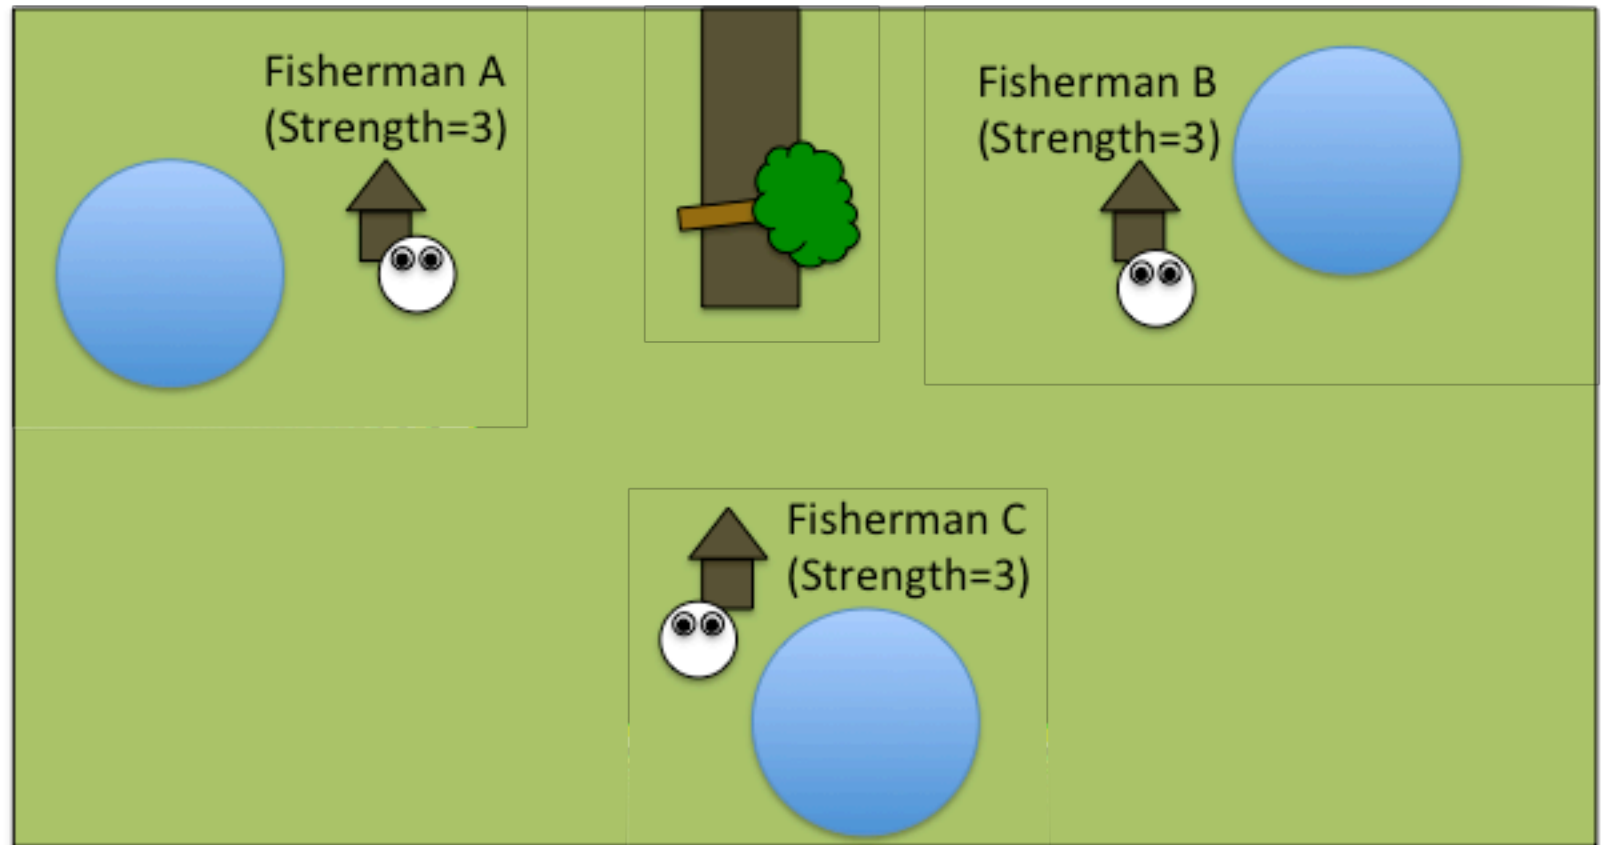 Fisherman A
(Strength=3)
Fisherman B
(Strength=3)
Fisherman C
(Strength=3)